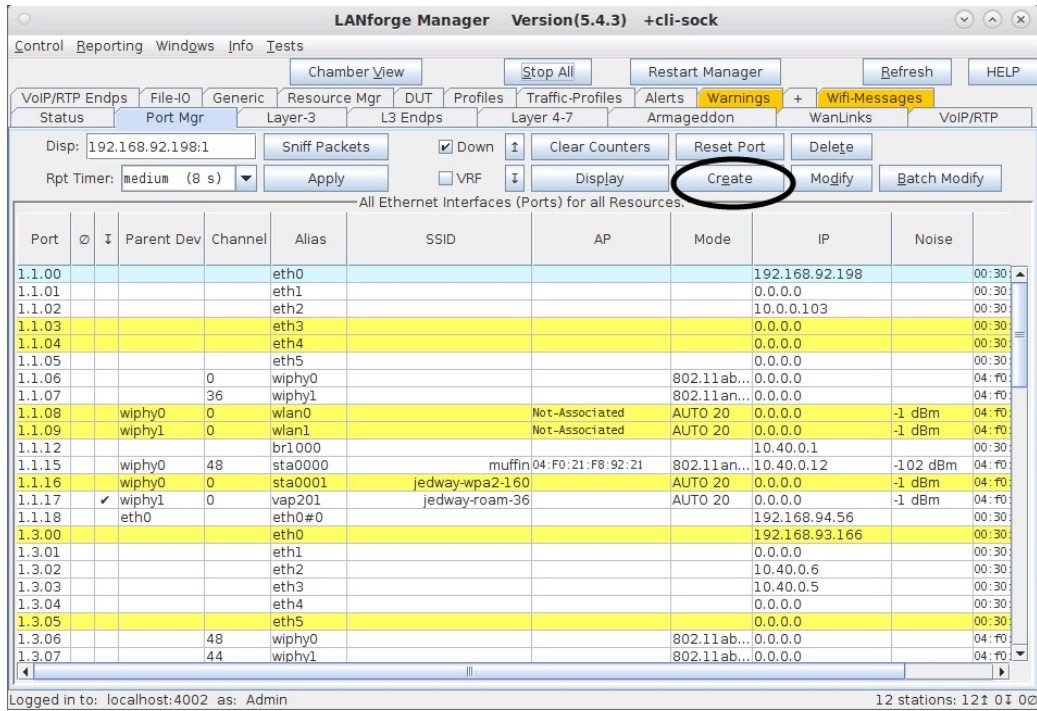 LANforge Manager Version(5.4.3) +cli-sock
Control Reporting Windows Info Tests
Chamber View Stop All Restart Manager Refresh HELP
VoIP/RTP Endps File-IO Generic Resource Mgr DUT Profiles Traffic-Profiles Alerts Warnings + Wifi-Messages
Status Port Mgr Layer-3 L3 Endps Layer 4-7 Armageddon WanLinks VoIP/RTP
Disp: 192.168.92.198:1 Sniff Packets Down ↥ Clear Counters Reset Port Delete
Rpt Timer: medium (8 s) Apply VRF ↧ Display Create Modify Batch Modify
All Ethernet Interfaces (Ports) for all Resources.
Port ∅ ↧ Parent Dev Channel Alias SSID AP Mode IP Noise
1.1.00 eth0 192.168.92.198 00:30:
1.1.01 eth1 0.0.0.0 00:30:
1.1.02 eth2 10.0.0.103 00:30:
1.1.03 eth3 0.0.0.0 00:30:
1.1.04 eth4 0.0.0.0 00:30:
1.1.05 eth5 0.0.0.0 00:30:
1.1.06 0 wiphy0 802.11ab... 0.0.0.0 04:f0:
1.1.07 36 wiphy1 802.11an... 0.0.0.0 04:f0:
1.1.08 wiphy0 0 wlan0 Not-Associated AUTO 20 0.0.0.0 -1 dBm 04:f0:
1.1.09 wiphy1 0 wlan1 Not-Associated AUTO 20 0.0.0.0 -1 dBm 04:f0:
1.1.12 br1000 10.40.0.1 00:30:
1.1.15 wiphy0 48 sta0000 muffin 04:F0:21:F8:92:21 802.11an... 10.40.0.12 -102 dBm 04:f0:
1.1.16 wiphy0 0 sta0001 jedway-wpa2-160 AUTO 20 0.0.0.0 -1 dBm 04:f0:
1.1.17 ✔ wiphy1 0 vap201 jedway-roam-36 AUTO 20 0.0.0.0 -1 dBm 04:f0:
1.1.18 eth0 eth0#0 192.168.94.56 00:30:
1.3.00 eth0 192.168.93.166 00:30:
1.3.01 eth1 0.0.0.0 00:30:
1.3.02 eth2 10.40.0.6 00:30:
1.3.03 eth3 10.40.0.5 00:30:
1.3.04 eth4 0.0.0.0 00:30:
1.3.05 eth5 0.0.0.0 00:30:
1.3.06 48 wiphy0 802.11ab... 0.0.0.0 04:f0:
1.3.07 44 wiphy1 802.11ab... 0.0.0.0 04:f0:
Logged in to: localhost:4002 as: Admin 12 stations: 12↥ 0↧ 0∅